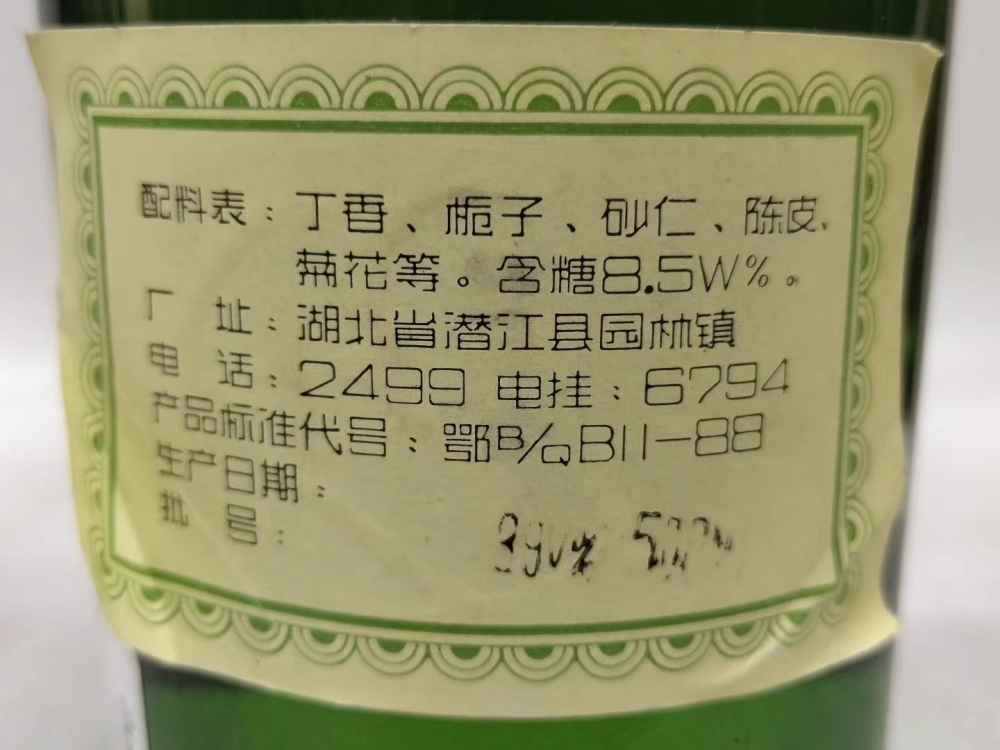 配料表：丁香、栀子、砂仁、陈皮、
菊花等。含糖8.5W%。
厂 址：湖北省潜江县园林镇
电 话：2499 电挂：6794
产品标准代号：鄂B/QB11-88
生产日期：
批 号：